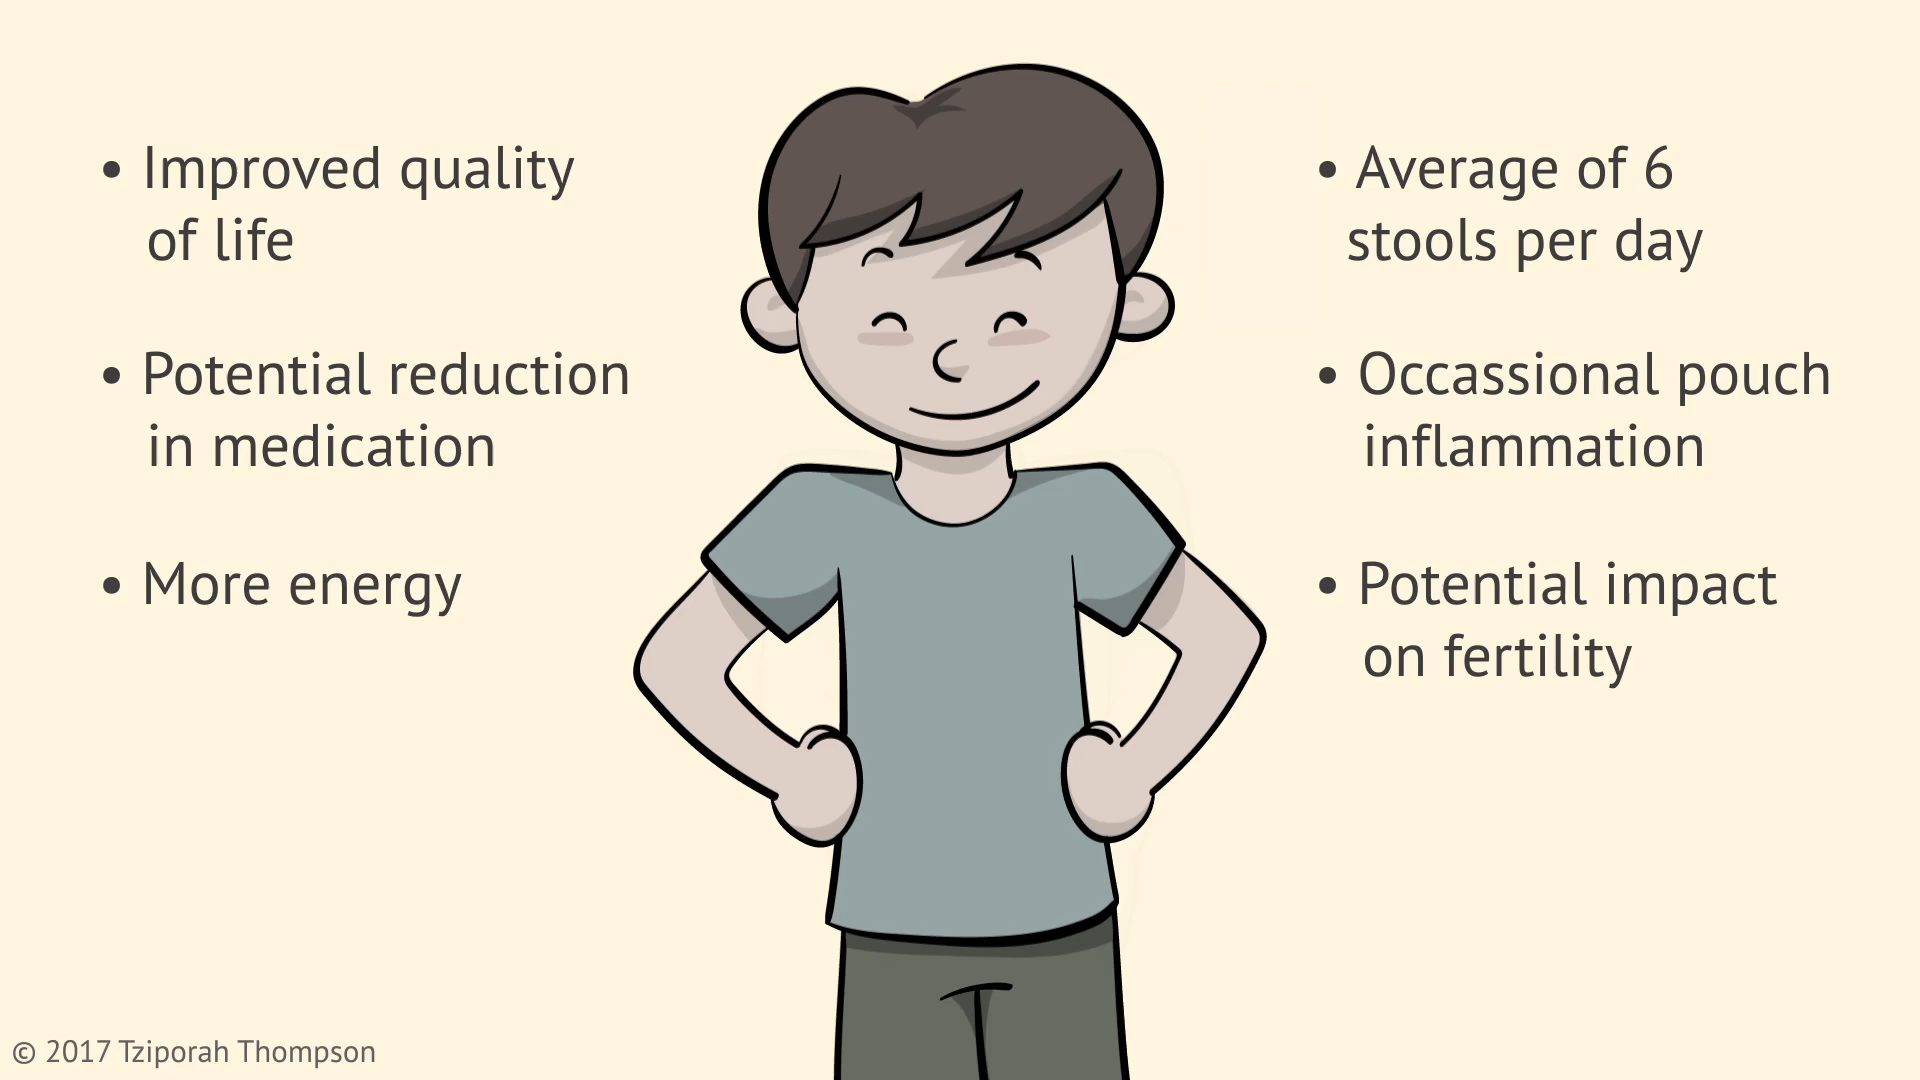 • Improved quality
of life
• Potential reduction
in medication
• More energy
• Average of 6
stools per day
• Occassional pouch
inflammation
• Potential impact
on fertility
© 2017 Tziporah Thompson